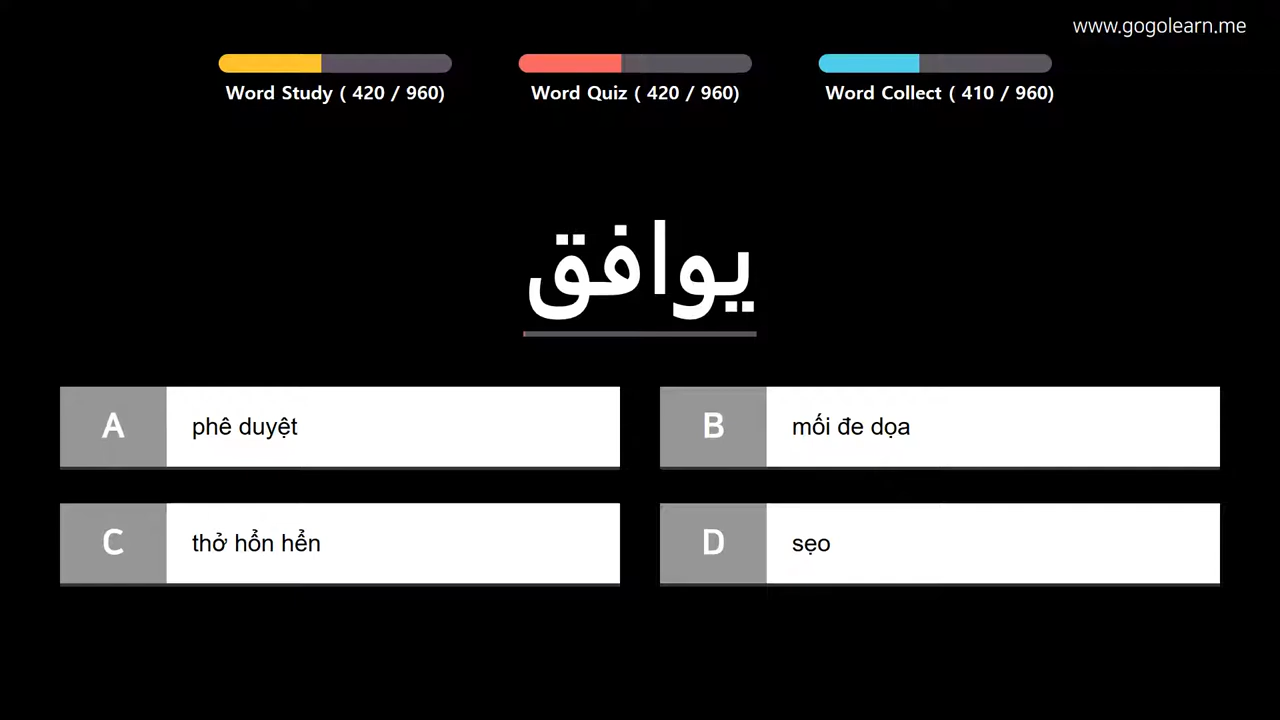 www.gogolearn.me
Word Study ( 420 / 960)
Word Quiz ( 420 / 960)
Word Collect ( 410 / 960)
يوافق
A phê duyệt
B mối đe dọa
C thở hổn hển
D sẹo